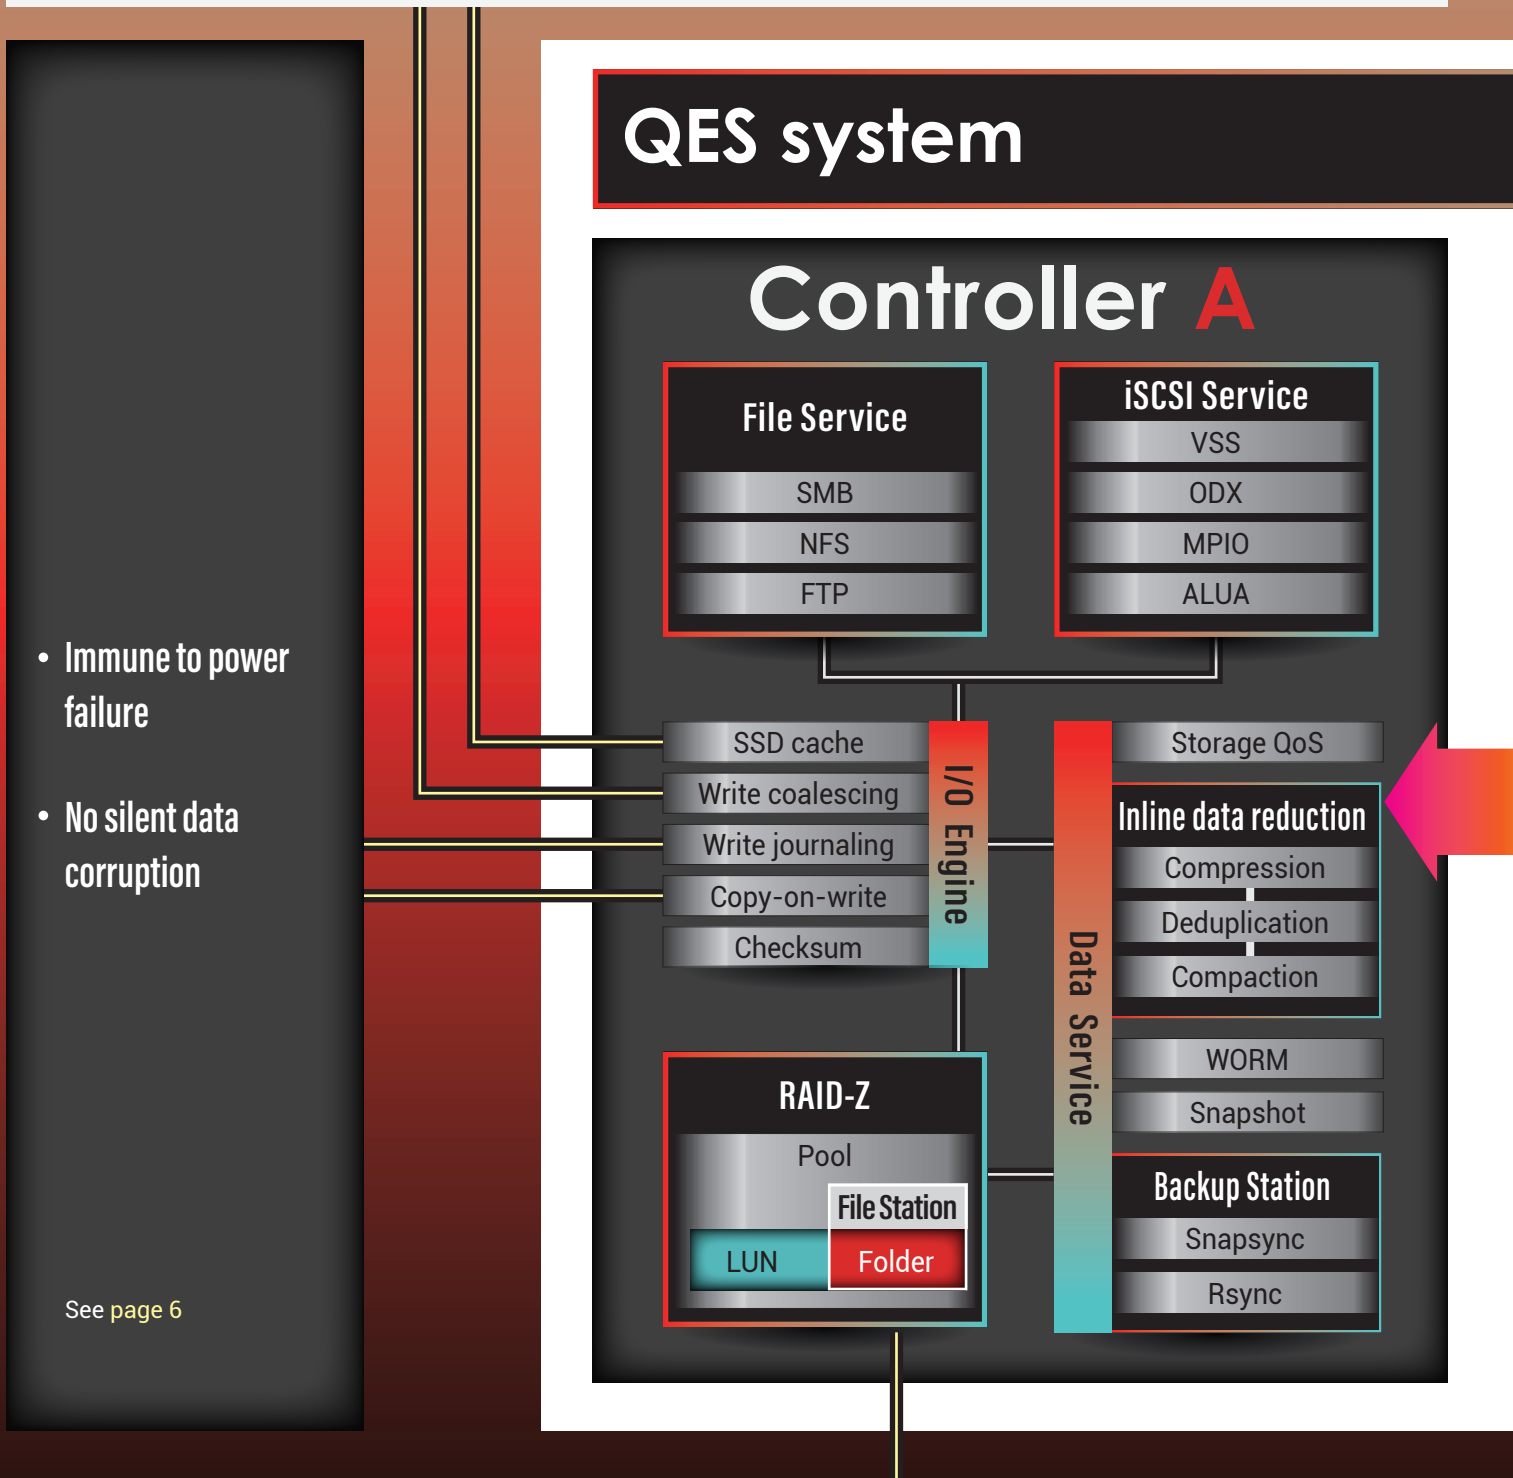 QES system
Controller A
File Service
SMB
NFS
FTP
iSCSI Service
VSS
ODX
MPIO
ALUA
SSD cache
Write coalescing
Write journaling
Copy-on-write
Checksum
I/O Engine
Data Service
Storage QoS
Inline data reduction
Compression
Deduplication
Compaction
WORM
Snapshot
Backup Station
Snapsync
Rsync
RAID-Z
Pool
File Station
LUN
Folder
• Immune to power
failure
• No silent data
corruption
See page 6